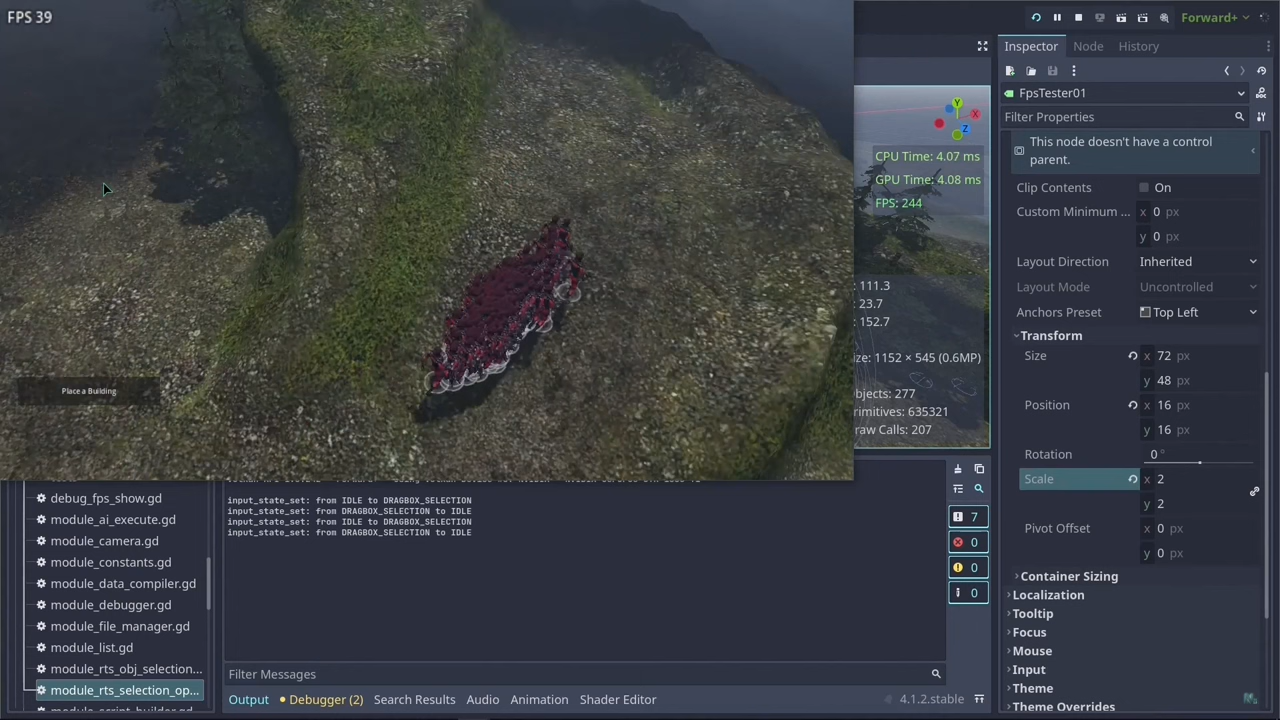 FPS 39
Place a Building
Forward+
CPU Time: 4.07 ms
GPU Time: 4.08 ms
FPS: 244
111.3
23.7
152.7
ze: 1152 × 545 (0.6MP)
bjects: 277
rimitives: 635321
raw Calls: 207
Inspector
Node
History
FpsTester01
Filter Properties
This node doesn't have a control
parent.
Clip Contents
On
Custom Minimum ...
x 0 px
y 0 px
Layout Direction
Inherited
Layout Mode
Uncontrolled
Anchors Preset
Top Left
Transform
Size
x 72 px
y 48 px
Position
x 16 px
y 16 px
Rotation
0 °
Scale
x 2
y 2
Pivot Offset
x 0 px
y 0 px
Container Sizing
Localization
Tooltip
Focus
Mouse
Input
Theme
Theme Overrides
debug_fps_show.gd
module_ai_execute.gd
module_camera.gd
module_constants.gd
module_data_compiler.gd
module_debugger.gd
module_file_manager.gd
module_list.gd
module_rts_obj_selection...
module_rts_selection_op...
module_script_builder.gd
input_state_set: from IDLE to DRAGBOX_SELECTION
input_state_set: from DRAGBOX_SELECTION to IDLE
input_state_set: from IDLE to DRAGBOX_SELECTION
input_state_set: from DRAGBOX_SELECTION to IDLE
7
0
0
0
Filter Messages
Output
Debugger (2)
Search Results
Audio
Animation
Shader Editor
4.1.2.stable